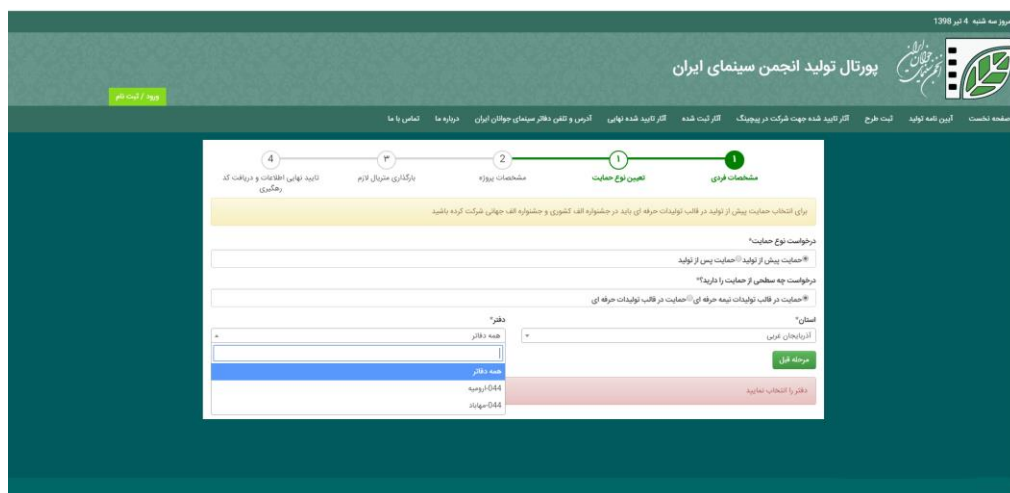 امروز سه شنبه 4 تیر 1398
پورتال تولید انجمن سینمای ایران
ورود / ثبت نام
صفحه نخست آیین نامه تولید ثبت طرح آثار تایید شده جهت شرکت در پیچینگ آثار ثبت شده آثار تایید شده نهایی آدرس و تلفن دفاتر سینمای جوانان ایران درباره ما تماس با ما
۱ ۱ 2 ۳ 4
مشخصات فردی تعیین نوع حمایت مشخصات پروژه بارگذاری متریال لازم تایید نهایی اطلاعات و دریافت کد
رهگیری
برای انتخاب حمایت پیش از تولید در قالب تولیدات حرفه ای باید در جشنواره الف کشوری و جشنواره الف جهانی شرکت کرده باشید
درخواست نوع حمایت*
حمایت پیش از تولید حمایت پس از تولید
درخواست چه سطحی از حمایت را دارید؟*
حمایت در قالب تولیدات نیمه حرفه ای حمایت در قالب تولیدات حرفه ای
استان* دفتر*
آذربایجان غربی همه دفاتر
مرحله قبل
همه دفاتر
044-ارومیه
044-مهاباد
دفتر را انتخاب نمایید